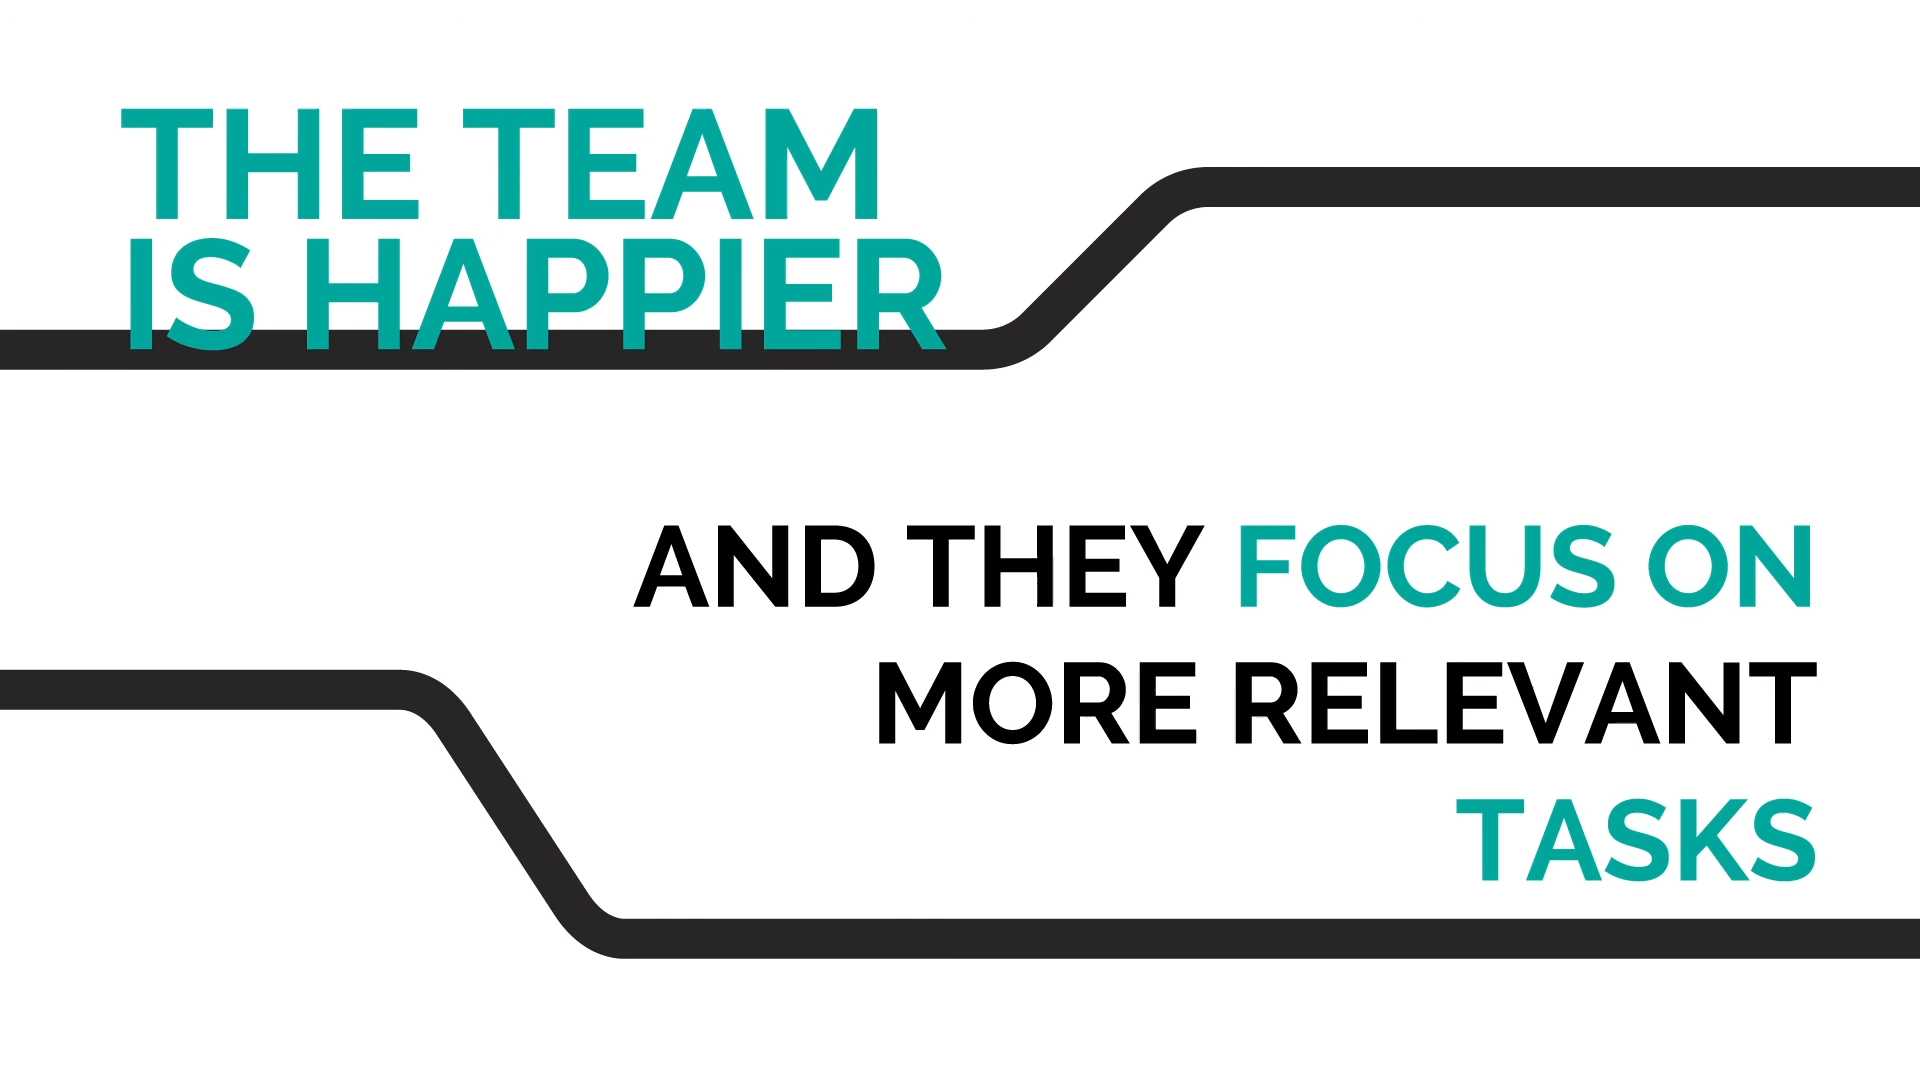 THE TEAM
IS HAPPIER
AND THEY FOCUS ON
MORE RELEVANT
TASKS